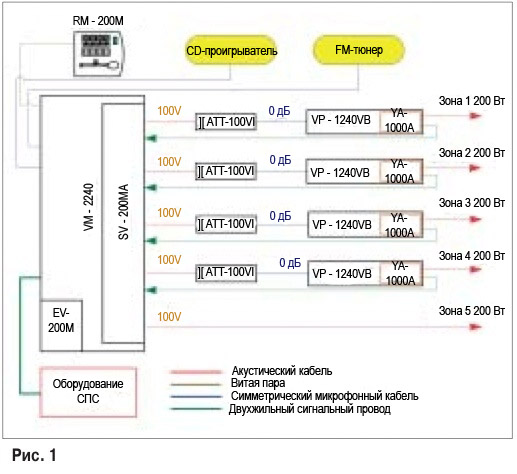 RM - 200M
CD-проигрыватель
FM-тюнер
VM - 2240
SV - 200MA
EV-
200M
Оборудование
СПС
100V
][ ATT-100VI
0 дБ
VP - 1240VB
YA-
1000A
Зона 1 200 Вт
100V
][ ATT-100VI
0 дБ
VP - 1240VB
YA-
1000A
Зона 2 200 Вт
100V
][ ATT-100VI
0 дБ
VP - 1240VB
YA-
1000A
Зона 3 200 Вт
100V
][ ATT-100VI
0 дБ
VP - 1240VB
YA-
1000A
Зона 4 200 Вт
100V
Зона 5 200 Вт
Акустический кабель
Витая пара
Симметрический микрофонный кабель
Двухжильный сигнальный провод
Рис. 1